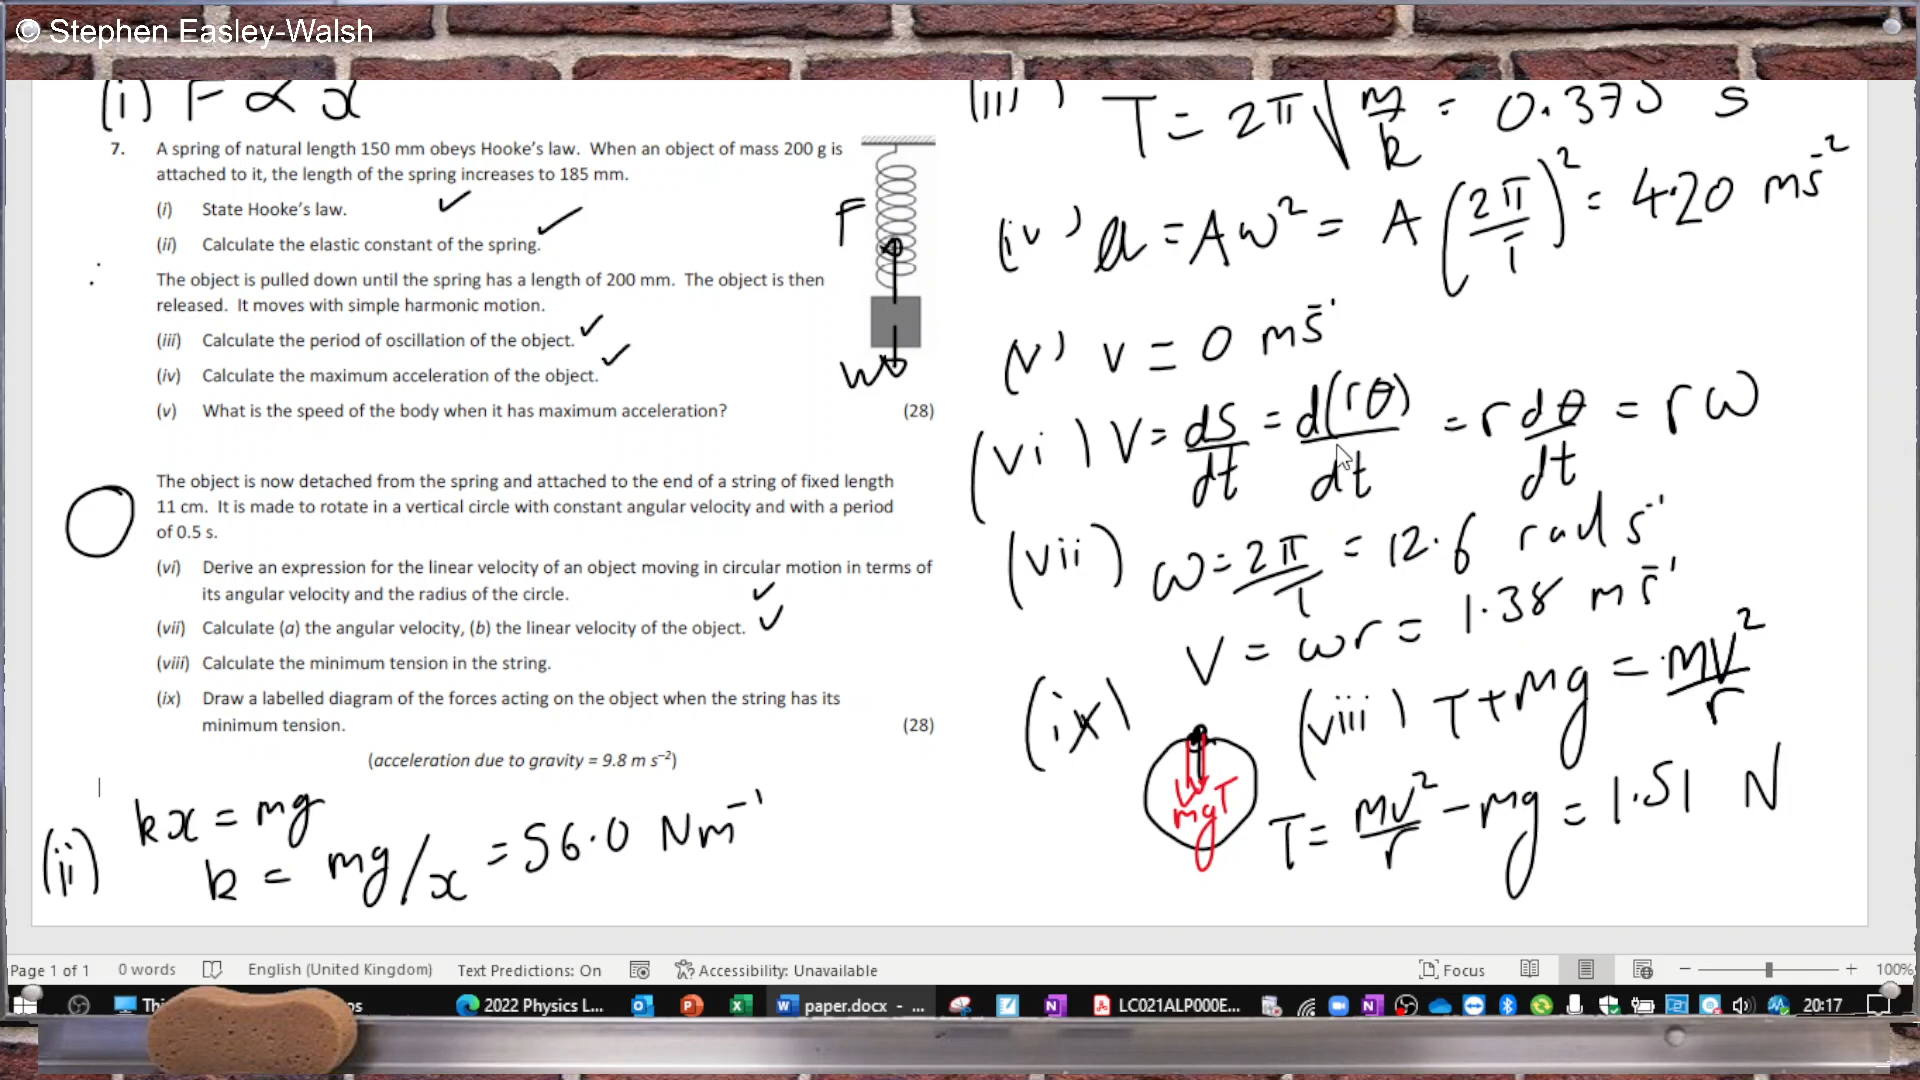 © Stephen Easley-Walsh
(i) F ∝ x
7. A spring of natural length 150 mm obeys Hooke's law. When an object of mass 200 g is
attached to it, the length of the spring increases to 185 mm.
(i) State Hooke's law.
(ii) Calculate the elastic constant of the spring.
The object is pulled down until the spring has a length of 200 mm. The object is then
released. It moves with simple harmonic motion.
(iii) Calculate the period of oscillation of the object.
(iv) Calculate the maximum acceleration of the object.
(v) What is the speed of the body when it has maximum acceleration? (28)
The object is now detached from the spring and attached to the end of a string of fixed length
11 cm. It is made to rotate in a vertical circle with constant angular velocity and with a period
of 0.5 s.
(vi) Derive an expression for the linear velocity of an object moving in circular motion in terms of
its angular velocity and the radius of the circle.
(vii) Calculate (a) the angular velocity, (b) the linear velocity of the object.
(viii) Calculate the minimum tension in the string.
(ix) Draw a labelled diagram of the forces acting on the object when the string has its
minimum tension. (28)
(acceleration due to gravity = 9.8 m s⁻²)
F
W
(ii) kx = mg
k = mg/x = 56.0 Nm⁻¹
(iii) T = 2π√(m/k) = 0.375 s
(iv) a = Aω² = A(2π/T)² = 4.20 ms⁻²
(v) v = 0 ms⁻¹
(vi) V = ds/dt = d(rθ)/dt = r dθ/dt = rω
(vii) ω = 2π/T = 12.6 rad s⁻¹
V = ωr = 1.38 ms⁻¹
(viii) T + mg = mv²/r
T = mv²/r - mg = 1.51 N
(ix)
mg T
Page 1 of 1 0 words English (United Kingdom) Text Predictions: On Accessibility: Unavailable Focus 100%
2022 Physics L... paper.docx - ... LC021ALP000E... 20:17